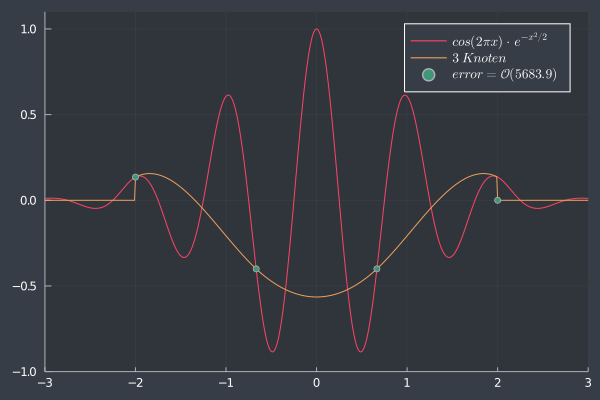 cos(2πx) · e^{-x²/2}
3 Knoten
error = 𝒪(5683.9)
1.0
0.5
0.0
−0.5
−1.0
−3 −2 −1 0 1 2 3